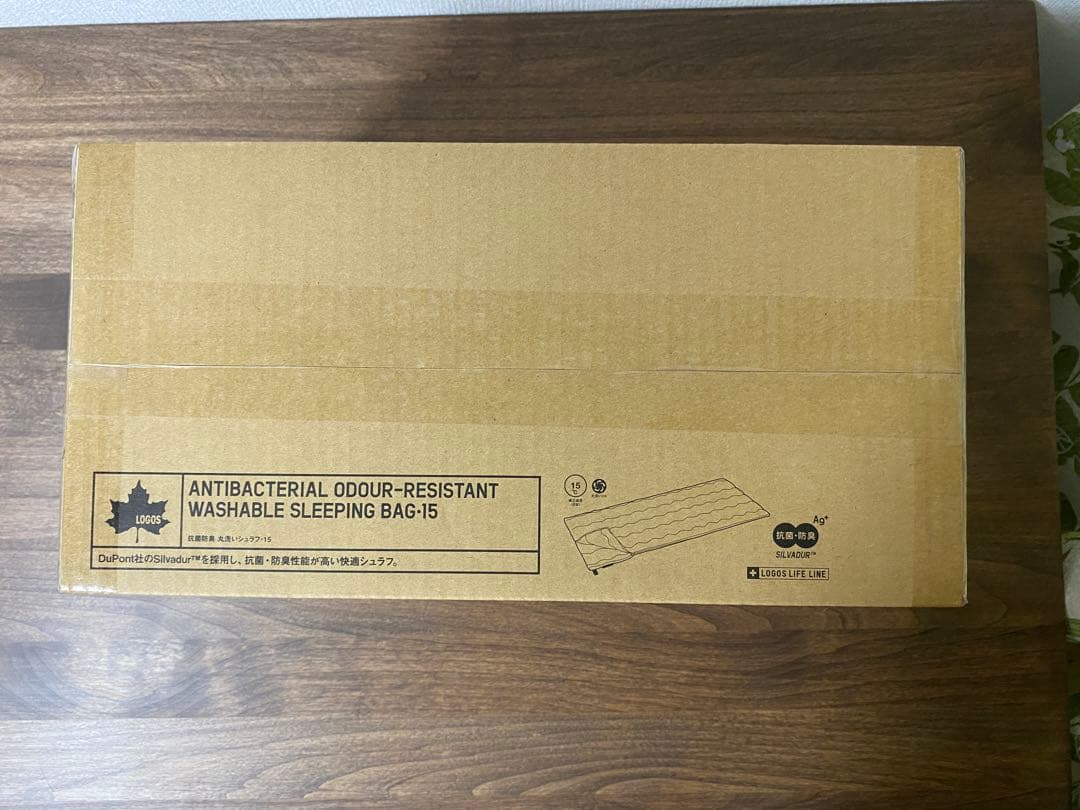 LOGOS
ANTIBACTERIAL ODOUR-RESISTANT
WASHABLE SLEEPING BAG・15
抗菌防臭 丸洗いシュラフ・15
DuPont社のSilvadur™を採用し、抗菌・防臭性能が高い快適シュラフ。
15
℃
Ag⁺
抗菌・防臭
SILVADUR™
LOGOS LIFE LINE